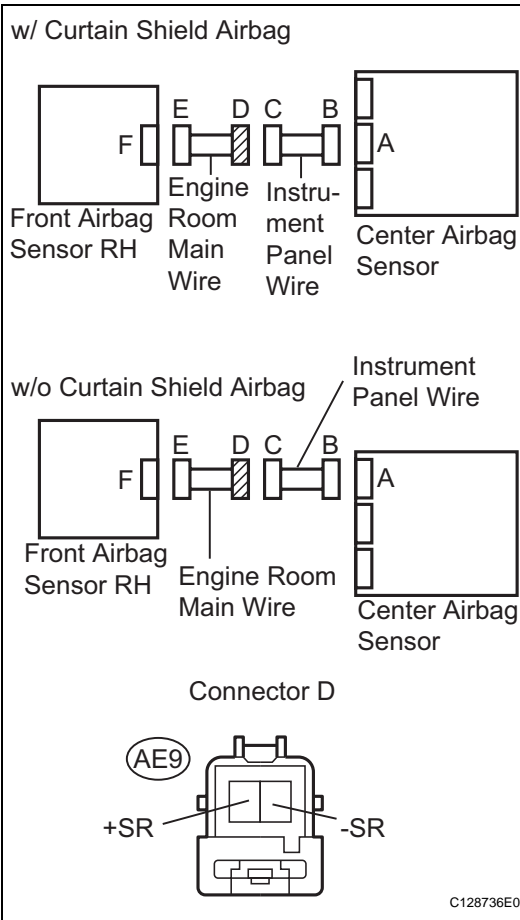 w/ Curtain Shield Airbag
E D C B
F
A
Engine
Room
Main
Wire
Instru-
ment
Panel
Wire
Front Airbag
Sensor RH
Center Airbag
Sensor
w/o Curtain Shield Airbag
Instrument
Panel Wire
E D C B
F
A
Front Airbag
Sensor RH
Engine Room
Main Wire
Center Airbag
Sensor
Connector D
AE9
+SR
-SR
C128736E0